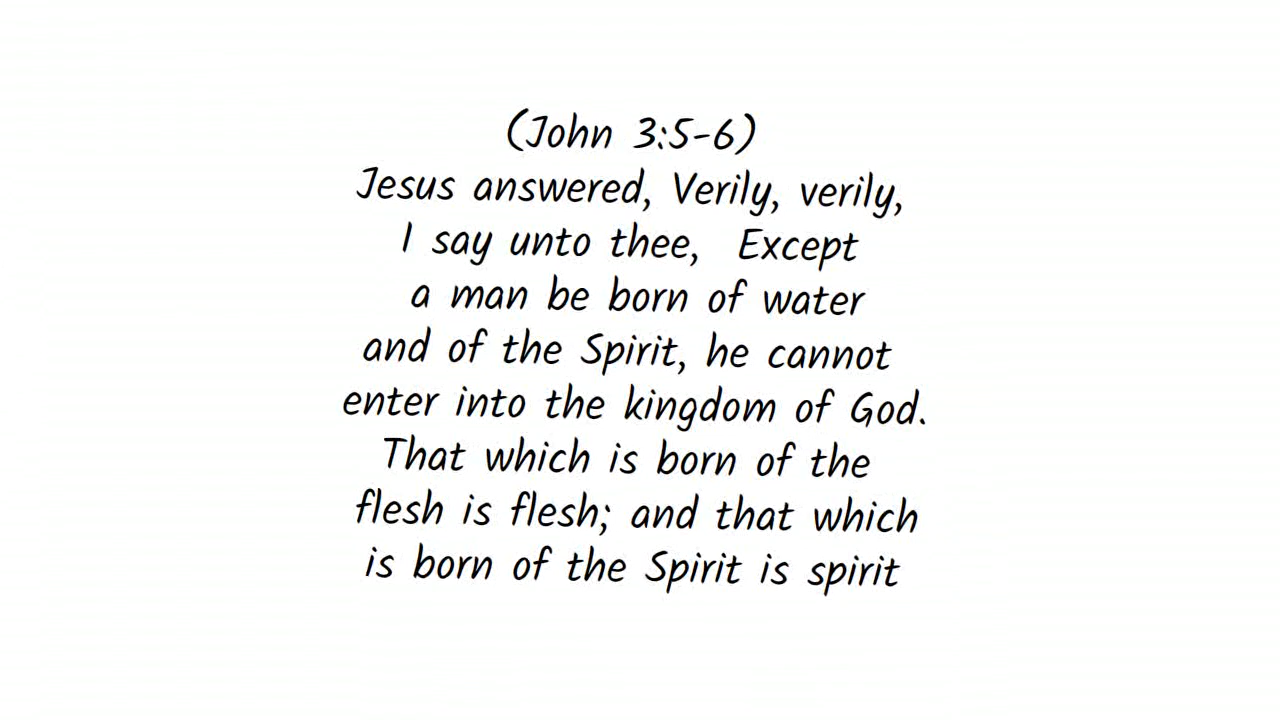 (John 3:5-6)
Jesus answered, Verily, verily,
I say unto thee,  Except
a man be born of water
and of the Spirit, he cannot
enter into the kingdom of God.
That which is born of the
flesh is flesh; and that which
is born of the Spirit is spirit